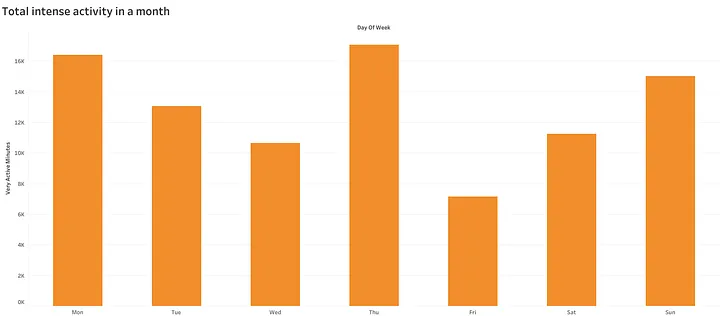 Total intense activity in a month
Day Of Week
Very Active Minutes
16K
14K
12K
10K
8K
6K
4K
2K
0K
Mon Tue Wed Thu Fri Sat Sun